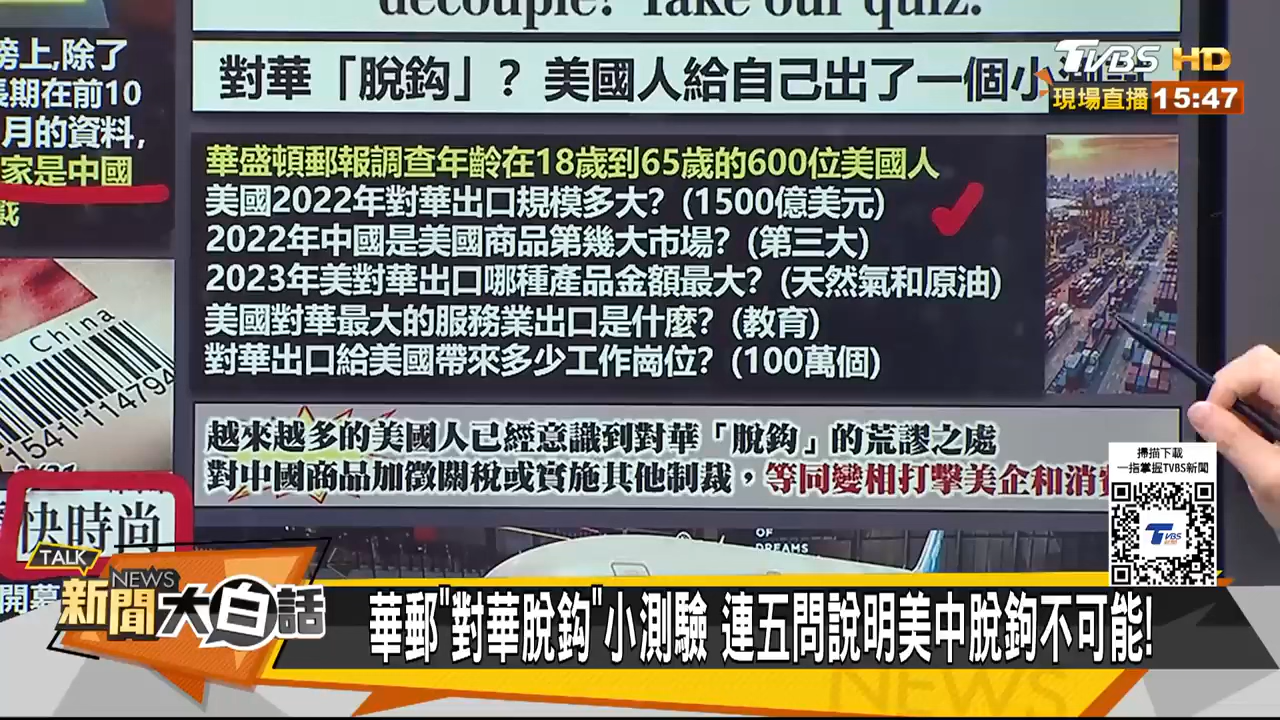 decouple? Take our quiz.
對華「脫鈎」？美國人給自己出了一個小測
TVBS HD
現場直播 15:47
榜上,除了
長期在前10
月的資料,
家是中國
華盛頓郵報調查年齡在18歲到65歲的600位美國人
美國2022年對華出口規模多大？(1500億美元)
2022年中國是美國商品第幾大市場？(第三大)
2023年美對華出口哪種產品金額最大？(天然氣和原油)
美國對華最大的服務業出口是什麼？(教育)
對華出口給美國帶來多少工作崗位？(100萬個)
n China
1541 114794
越來越多的美國人已經意識到對華「脫鈎」的荒謬之處
對中國商品加徵關稅或實施其他制裁，等同變相打擊美企和消費
掃描下載
一指掌握TVBS新聞
TVBS
快時尚
開幕
OF
DREAMS
TALK
NEWS
新聞大白話
華郵"對華脫鈎"小測驗 連五問說明美中脫鉤不可能!
NEWS